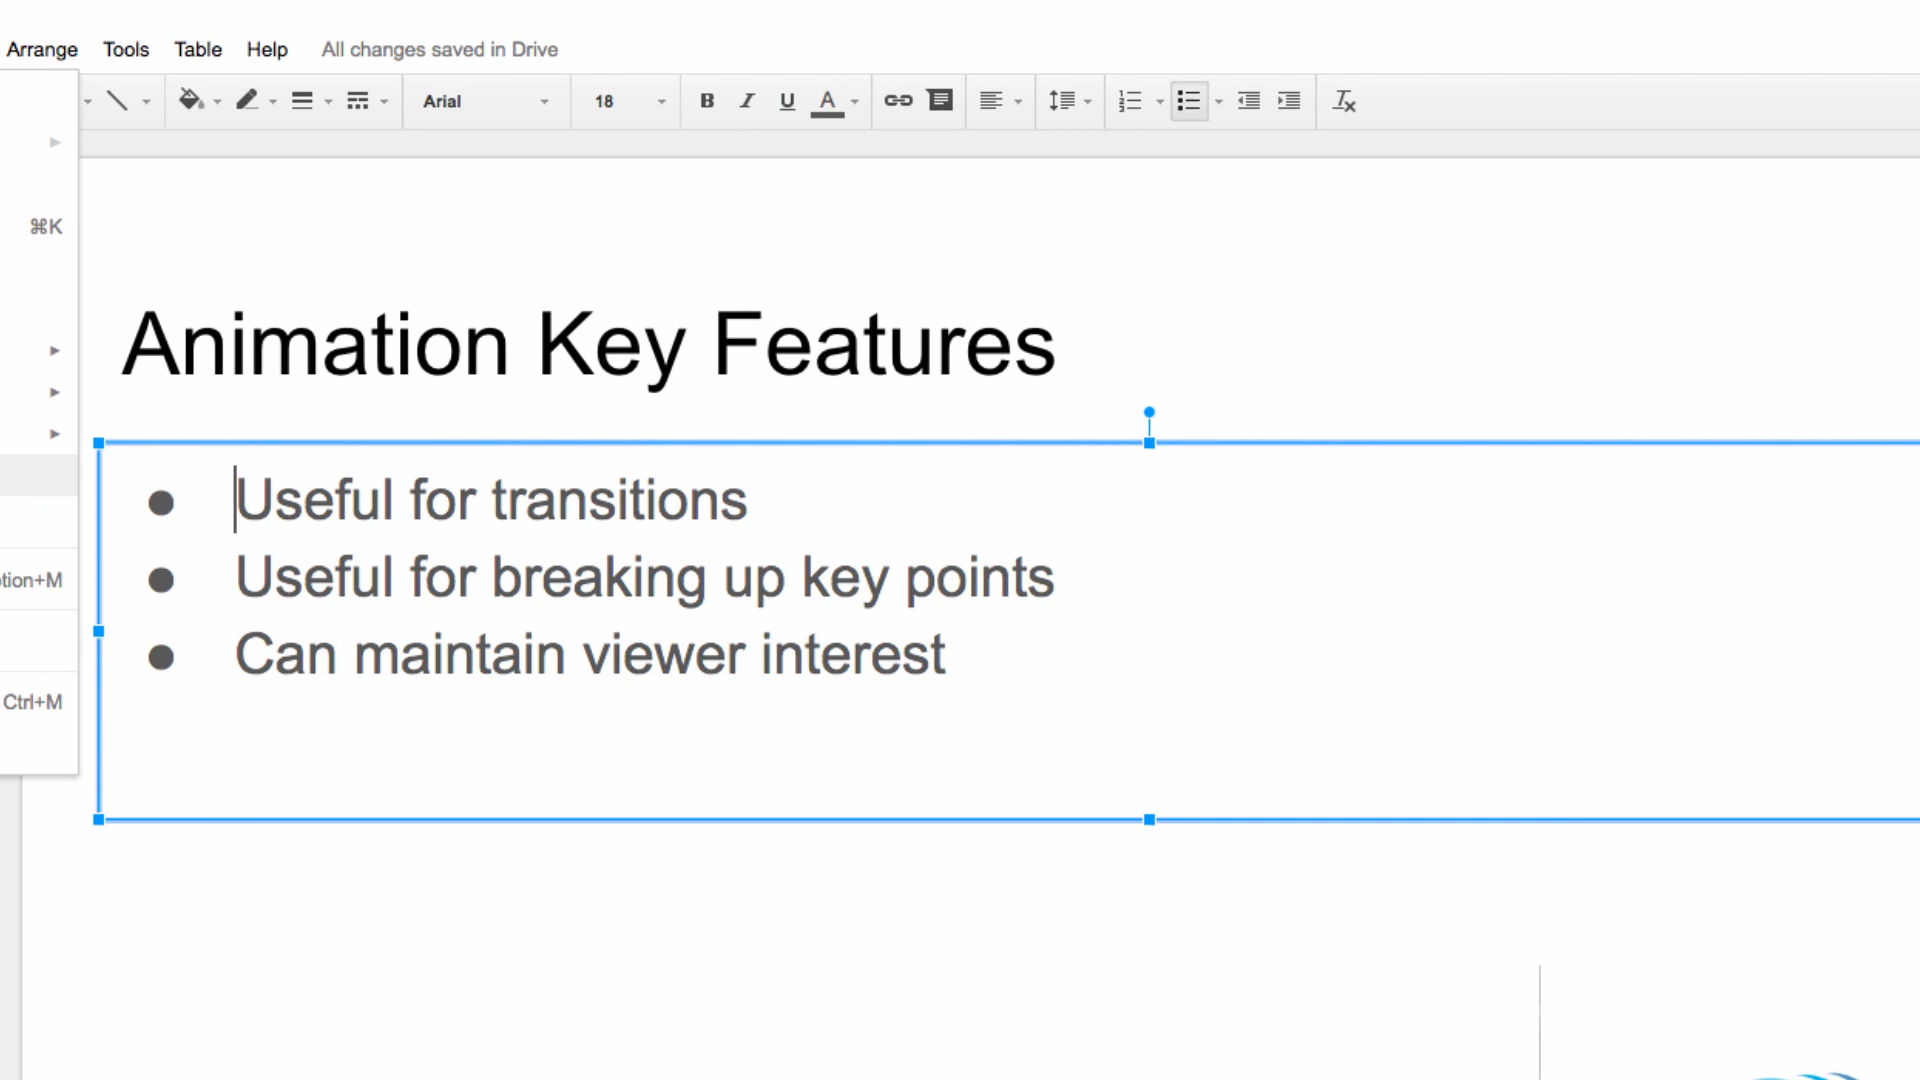 Arrange Tools Table Help All changes saved in Drive
Arial 18 B I U A
⌘K
Animation Key Features
● Useful for transitions
● Useful for breaking up key points
● Can maintain viewer interest
tion+M
Ctrl+M